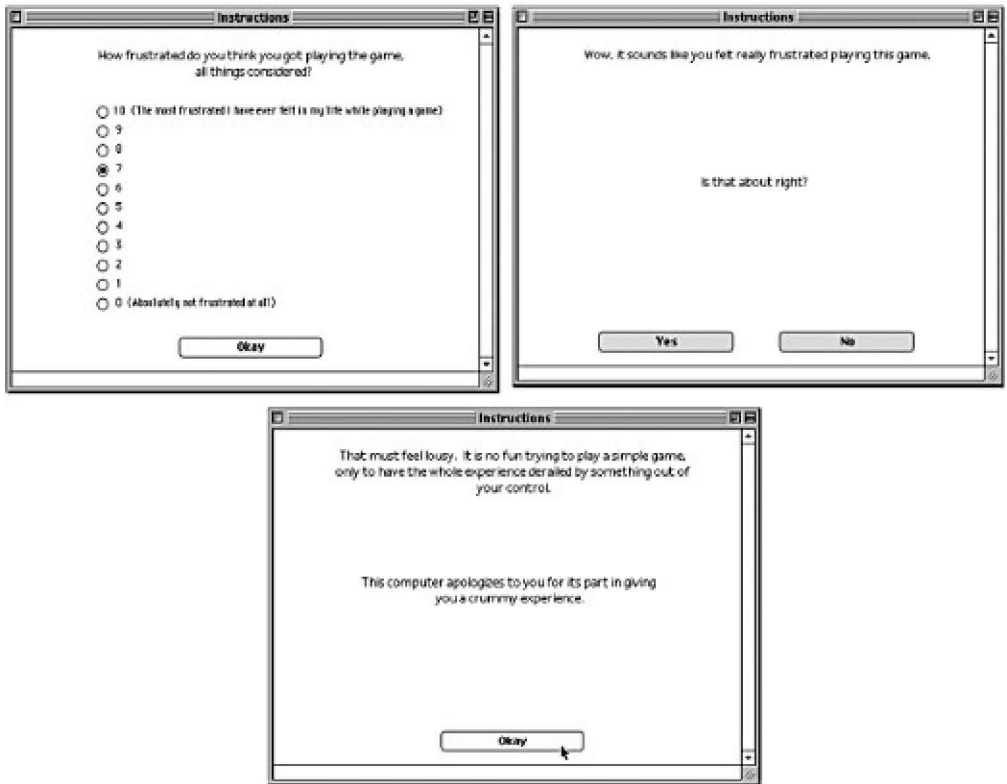 Instructions
How frustrated do you think you got playing the game,
all things considered?
10 (The most frustrated I have ever felt in my life while playing a game)
9
8
7
6
5
4
3
2
1
0 (Absolutely not frustrated at all)
Okay
Instructions
Wow, it sounds like you felt really frustrated playing this game.
Is that about right?
Yes
No
Instructions
That must feel lousy. It is no fun trying to play a simple game,
only to have the whole experience derailed by something out of
your control.
This computer apologizes to you for its part in giving
you a crummy experience.
Okay